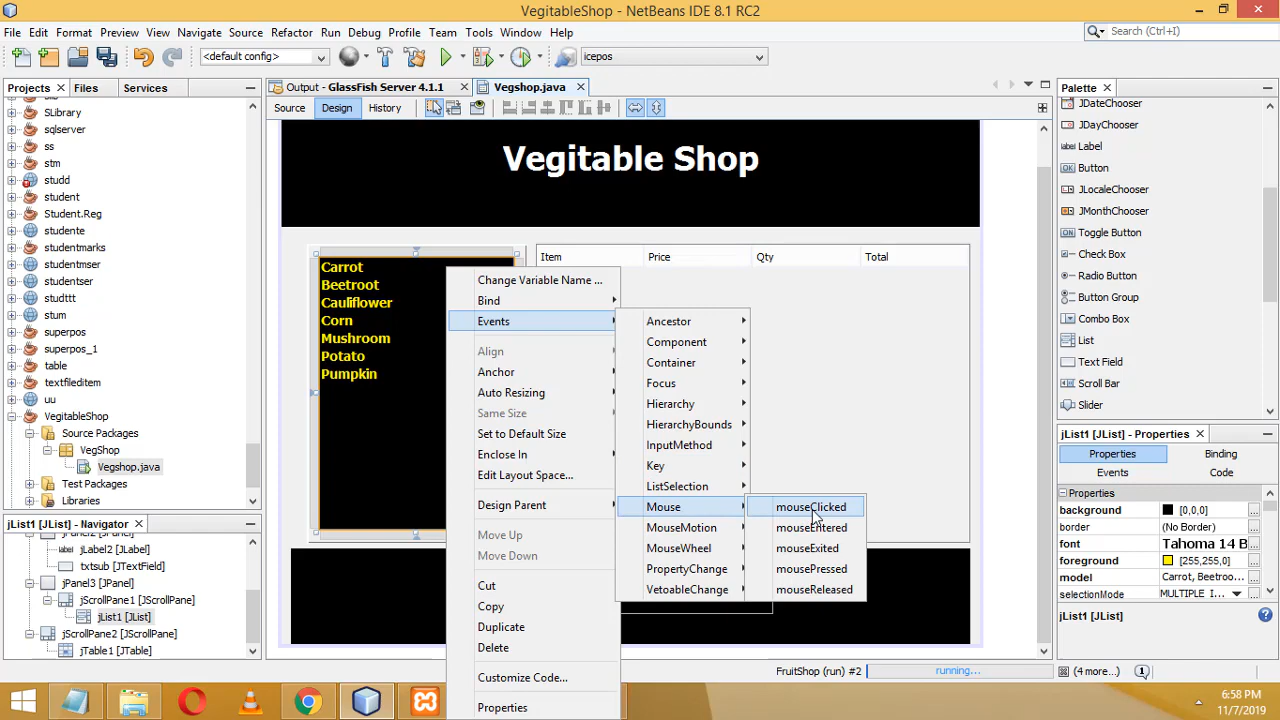 VegitableShop - NetBeans IDE 8.1 RC2
File Edit Format Preview View Navigate Source Refactor Run Debug Profile Team Tools Window Help
Search (Ctrl+I)
<default config>
icepos
Projects Files Services
Output - GlassFish Server 4.1.1
Vegshop.java
Palette
Source Design History
SLibrary
sqlserver
ss
stm
studd
student
Student.Reg
studente
studentmarks
studentmser
studentser
studttt
stum
superpos
superpos_1
table
textfileditem
uu
VegitableShop
Source Packages
VegShop
Vegshop.java
Test Packages
Libraries
jList1 [JList] - Navigator
jLabel2 [JLabel]
txtsub [JTextField]
jPanel3 [JPanel]
jScrollPane1 [JScrollPane]
jList1 [JList]
jScrollPane2 [JScrollPane]
jTable1 [JTable]
Vegitable Shop
Carrot
Beetroot
Cauliflower
Corn
Mushroom
Potato
Pumpkin
Item Price Qty Total
Change Variable Name ...
Bind
Events
Align
Anchor
Auto Resizing
Same Size
Set to Default Size
Enclose In
Edit Layout Space...
Design Parent
Move Up
Move Down
Cut
Copy
Duplicate
Delete
Customize Code...
Properties
Ancestor
Component
Container
Focus
Hierarchy
HierarchyBounds
InputMethod
Key
ListSelection
Mouse
MouseMotion
MouseWheel
PropertyChange
VetoableChange
mouseClicked
mouseEntered
mouseExited
mousePressed
mouseReleased
JDateChooser
JDayChooser
Label
Button
JLocaleChooser
JMonthChooser
Toggle Button
Check Box
Radio Button
Button Group
Combo Box
List
Text Field
Scroll Bar
Slider
jList1 [JList] - Properties
Properties Binding
Events Code
Properties
background [0,0,0]
border (No Border)
font Tahoma 14 B
foreground [255,255,0]
model Carrot, Beetroo...
selectionMode MULTIPLE I...
jList1 [JList]
FruitShop (run) #2
running...
(4 more...)
1
6:58 PM
11/7/2019